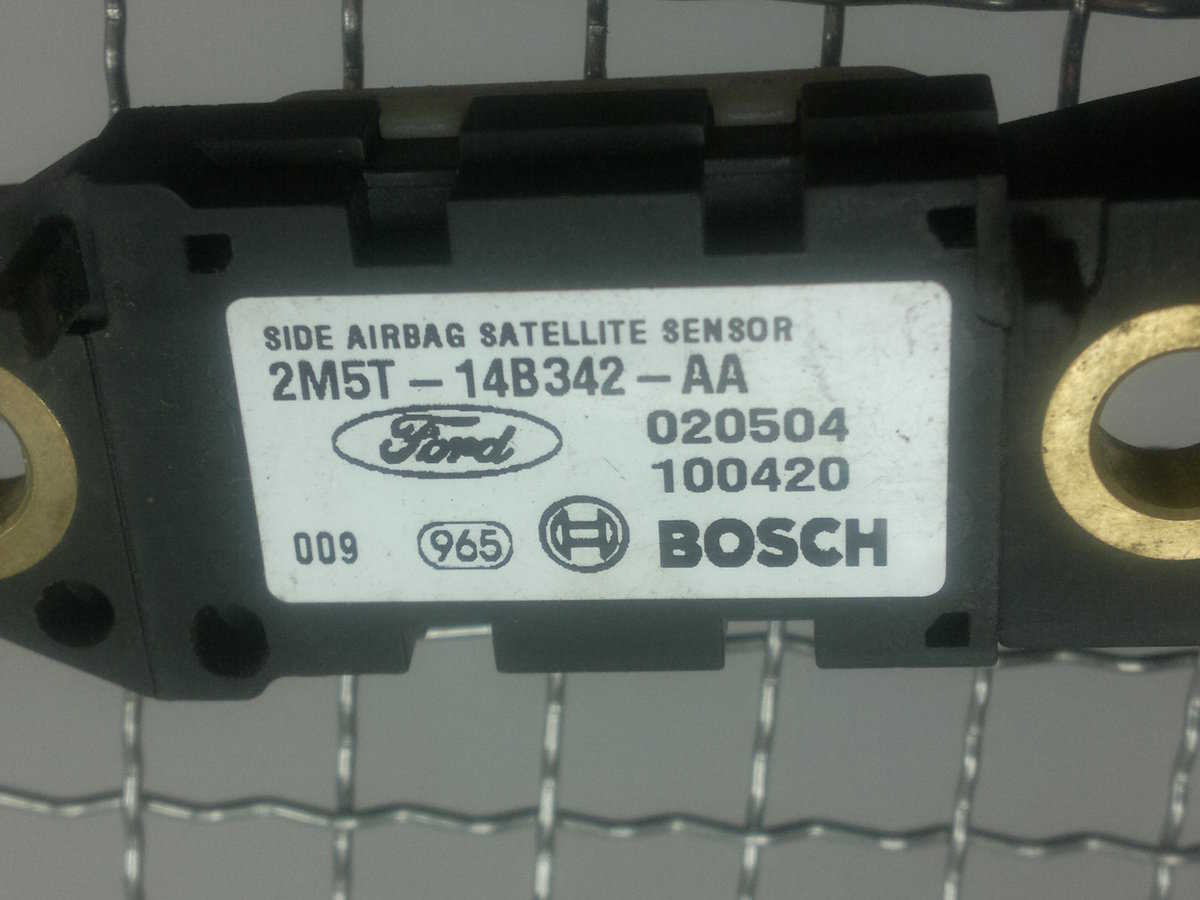 SIDE AIRBAG SATELLITE SENSOR
2M5T-14B342-AA
Ford 020504
100420
009 965 BOSCH